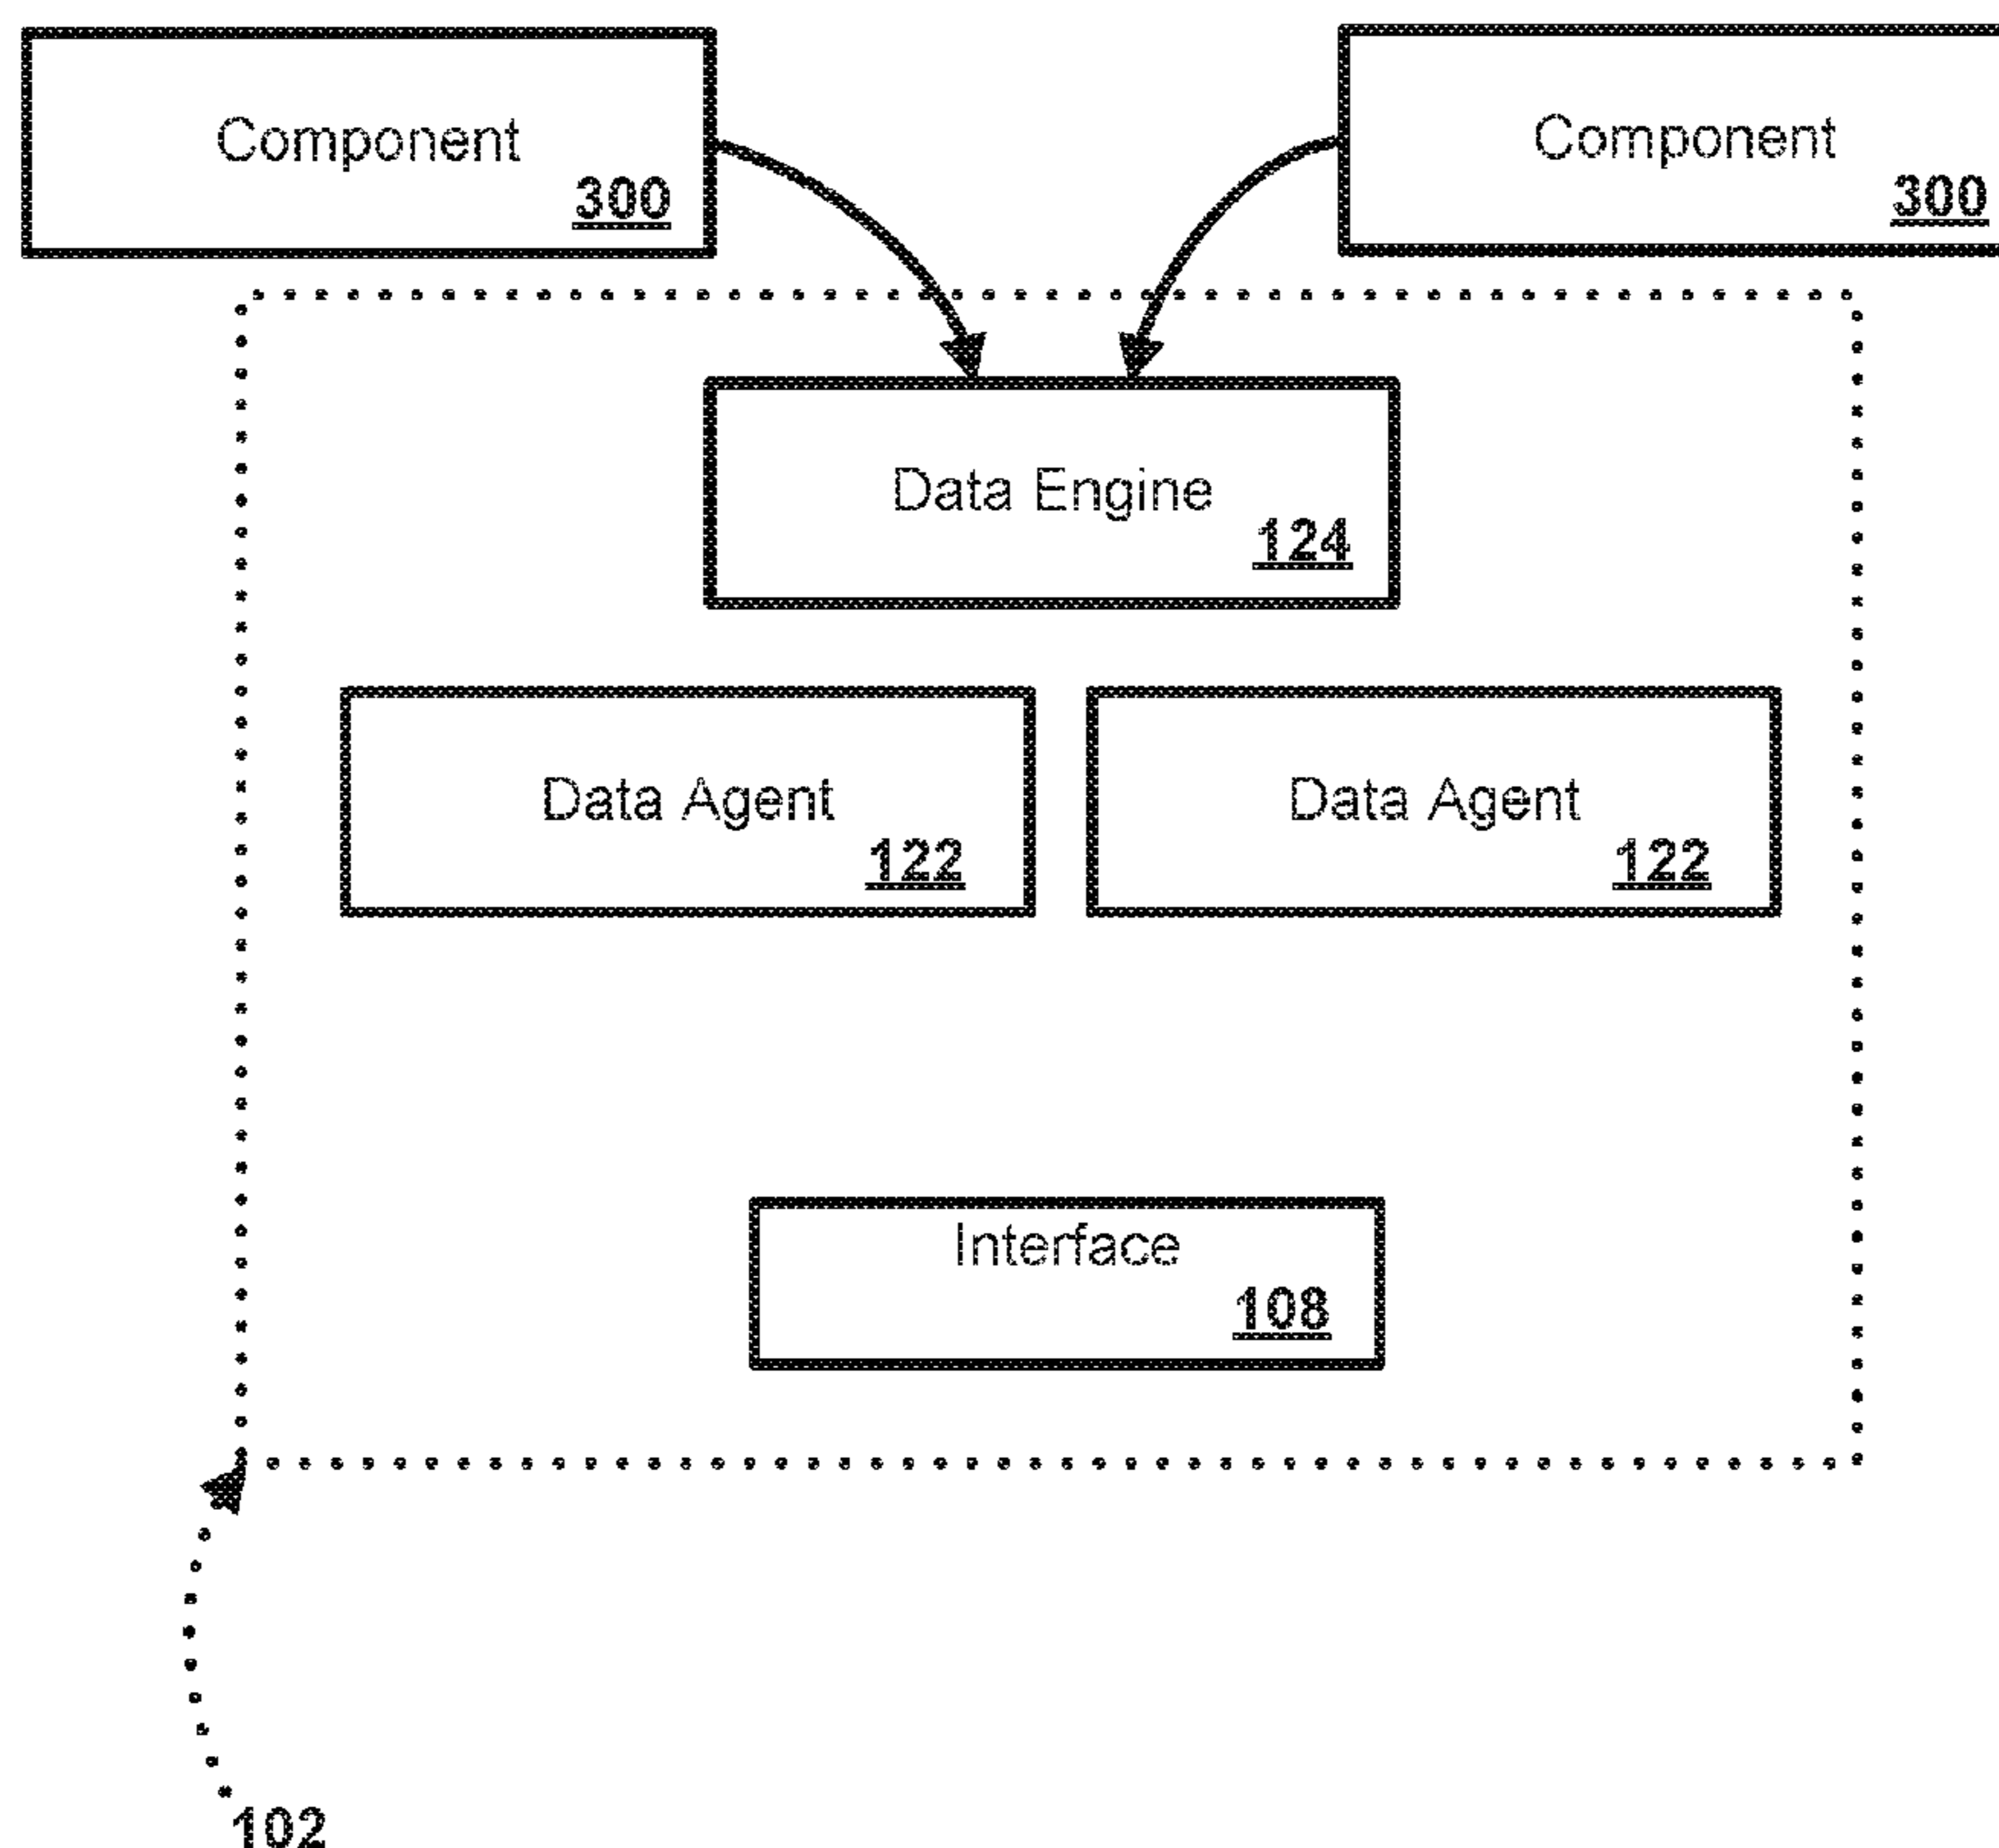 Component
300
Component
300
Data Engine
124
Data Agent
122
Data Agent
122
Interface
108
102